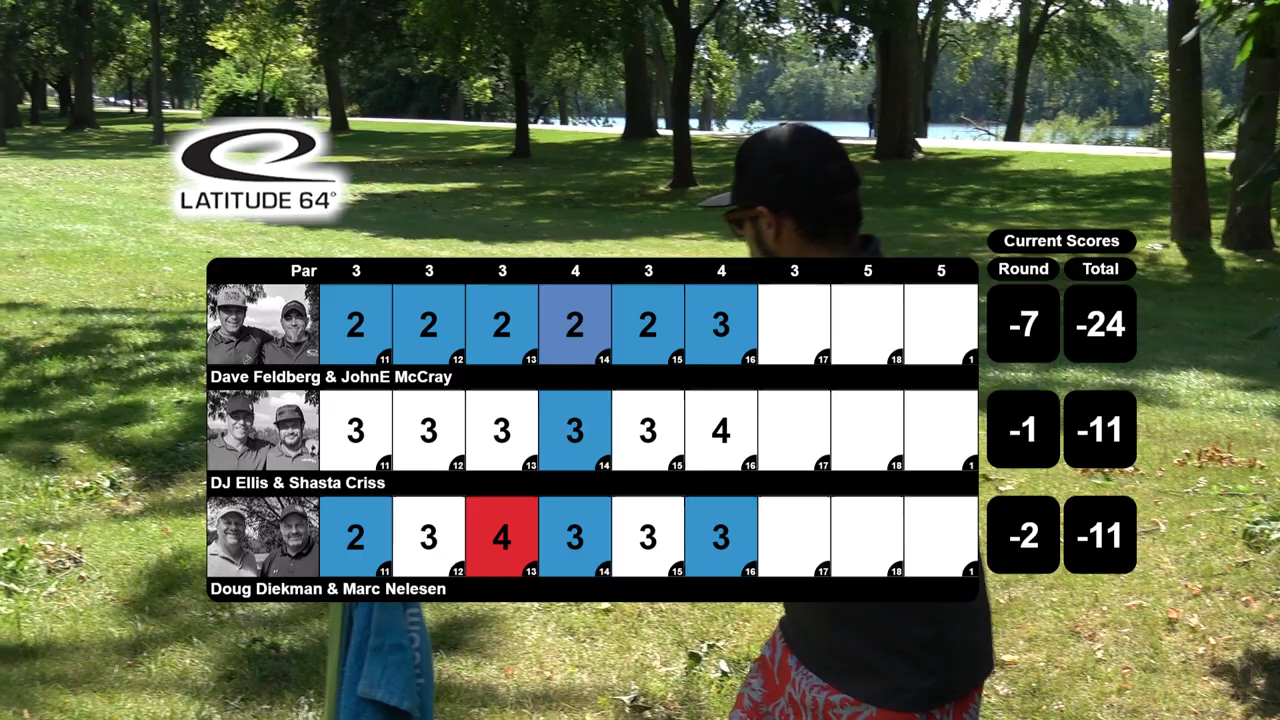 LATITUDE 64°
Current Scores
Par 3 3 3 4 3 4 3 5 5 Round Total
2 2 2 2 2 3 -7 -24
11 12 13 14 15 16 17 18 1
Dave Feldberg & JohnE McCray
3 3 3 3 3 4 -1 -11
11 12 13 14 15 16 17 18 1
DJ Ellis & Shasta Criss
2 3 4 3 3 3 -2 -11
11 12 13 14 15 16 17 18 1
Doug Diekman & Marc Nelesen